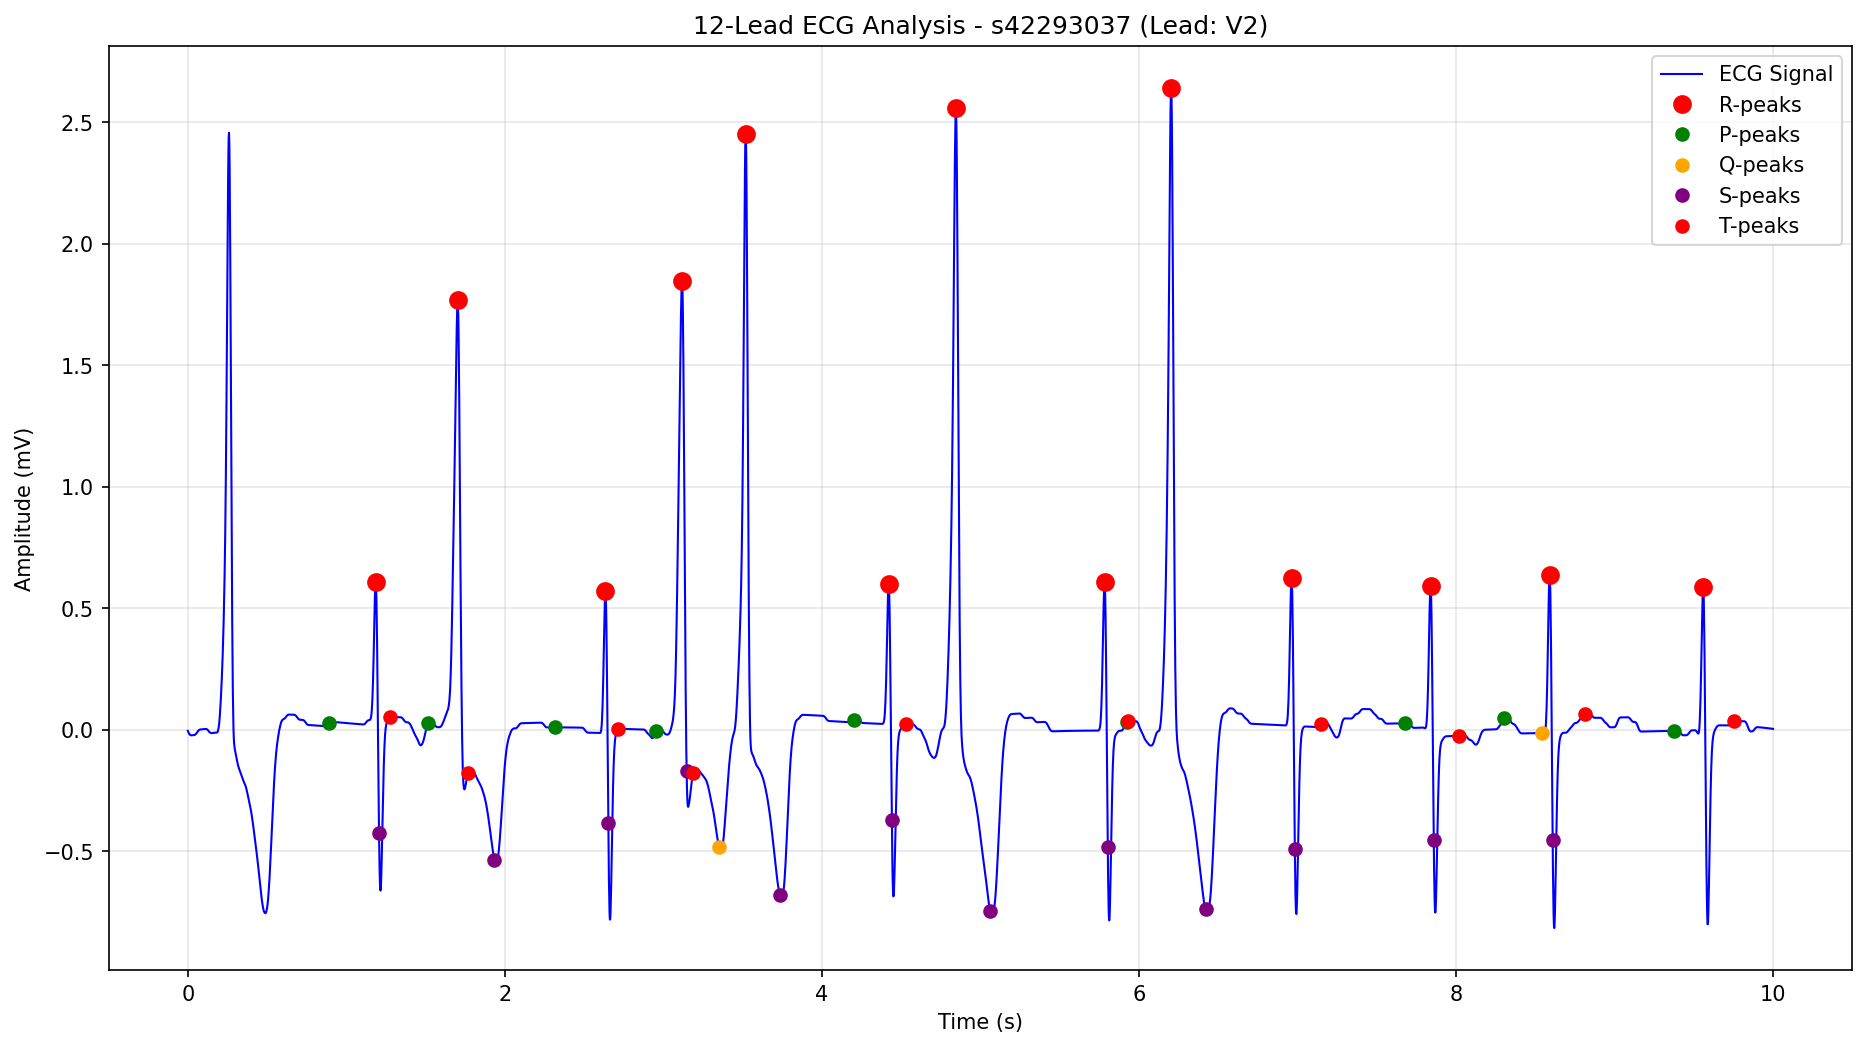 12-Lead ECG Analysis - s42293037 (Lead: V2)
ECG Signal
R-peaks
P-peaks
Q-peaks
S-peaks
T-peaks
Amplitude (mV)
2.5
2.0
1.5
1.0
0.5
0.0
−0.5
0 2 4 6 8 10
Time (s)